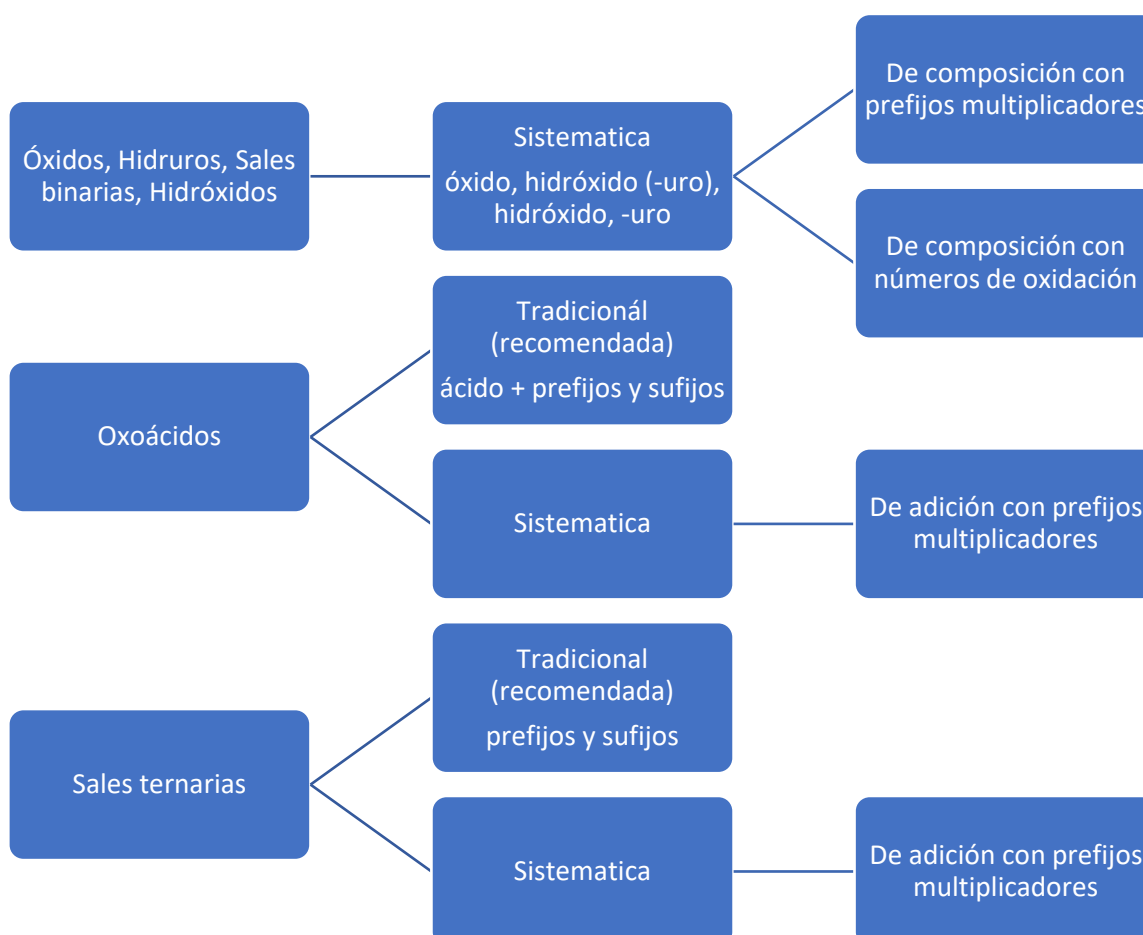 Óxidos, Hidruros, Sales
binarias, Hidróxidos
Sistematica
óxido, hidróxido (-uro),
hidróxido, -uro
De composición con
prefijos multiplicadores
De composición con
números de oxidación
Oxoácidos
Tradicionál
(recomendada)
ácido + prefijos y sufijos
Sistematica
De adición con prefijos
multiplicadores
Sales ternarias
Tradicional
(recomendada)
prefijos y sufijos
Sistematica
De adición con prefijos
multiplicadores